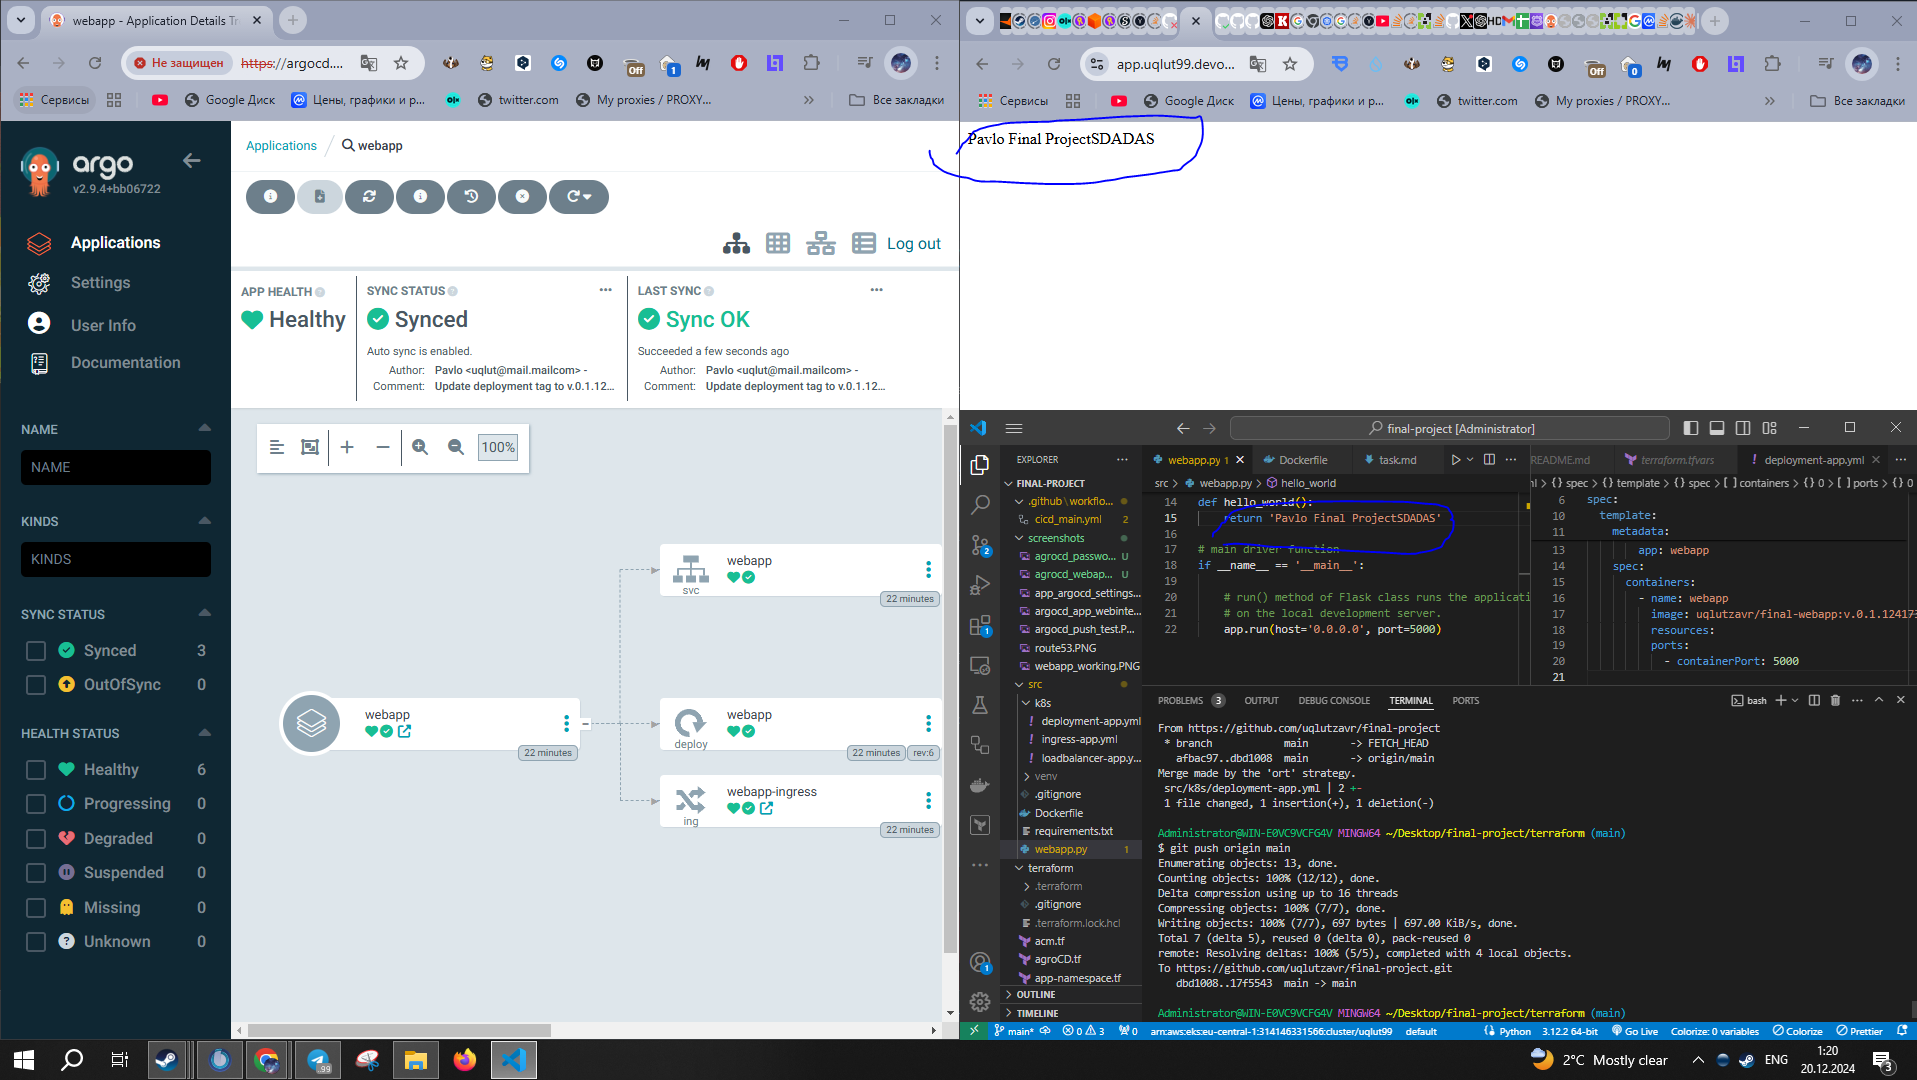 webapp - Application Details Tr
Не защищен
https://argocd....
Сервисы
Google Диск
Цены, графики и р...
twitter.com
My proxies / PROXY...
Все закладки
argo
v2.9.4+bb06722
Applications
Settings
User Info
Documentation
NAME
NAME
KINDS
KINDS
SYNC STATUS
Synced 3
OutOfSync 0
HEALTH STATUS
Healthy 6
Progressing 0
Degraded 0
Suspended 0
Missing 0
Unknown 0
Applications / webapp
Log out
APP HEALTH
Healthy
SYNC STATUS
Synced
Auto sync is enabled.
Author: Pavlo <uqlut@mail.mailcom> -
Comment: Update deployment tag to v.0.1.12...
LAST SYNC
Sync OK
Succeeded a few seconds ago
Author: Pavlo <uqlut@mail.mailcom> -
Comment: Update deployment tag to v.0.1.12...
100%
webapp
22 minutes
svc
webapp
22 minutes
deploy
webapp
22 minutes
rev:6
ing
webapp-ingress
22 minutes
app.uqlut99.devo...
Off
1
Off
0
Сервисы
Google Диск
Цены, графики и р...
twitter.com
My proxies / PROXY...
Все закладки
Pavlo Final ProjectSDADAS
final-project [Administrator]
EXPLORER
FINAL-PROJECT
.github\workflo...
cicd_main.yml 2
screenshots
agrocd_passwo... U
agrocd_webap... U
app_argocd_settings...
argocd_app_webinte...
argocd_push_test.P...
route53.PNG
webapp_working.PNG
src
k8s
deployment-app.yml
ingress-app.yml
loadbalancer-app.y...
venv
.gitignore
Dockerfile
requirements.txt
webapp.py 1
terraform
.terraform
.gitignore
.terraform.lock.hcl
acm.tf
agroCD.tf
app-namespace.tf
OUTLINE
TIMELINE
webapp.py 1
Dockerfile
task.md
src > webapp.py > hello_world
14 def hello_world():
15 return 'Pavlo Final ProjectSDADAS'
16
17 # main driver function
18 if __name__ == '__main__':
19
20 # run() method of Flask class runs the applicati
21 # on the local development server.
22 app.run(host='0.0.0.0', port=5000)
README.md
terraform.tfvars
deployment-app.yml
{} spec > {} template > {} spec > [ ] containers > {} 0 > [ ] ports > {} 0
6 spec:
10 template:
11 metadata:
13 app: webapp
14 spec:
15 containers:
16 - name: webapp
17 image: uqlutzavr/final-webapp:v.0.1.124173
18 resources:
19 ports:
20 - containerPort: 5000
21
PROBLEMS 3
OUTPUT
DEBUG CONSOLE
TERMINAL
PORTS
bash
From https://github.com/uqlutzavr/final-project
* branch main -> FETCH_HEAD
afbac97..dbd1008 main -> origin/main
Merge made by the 'ort' strategy.
src/k8s/deployment-app.yml | 2 +-
1 file changed, 1 insertion(+), 1 deletion(-)
Administrator@WIN-E0VC9VCFG4V MINGW64 ~/Desktop/final-project/terraform (main)
$ git push origin main
Enumerating objects: 13, done.
Counting objects: 100% (12/12), done.
Delta compression using up to 16 threads
Compressing objects: 100% (7/7), done.
Writing objects: 100% (7/7), 697 bytes | 697.00 KiB/s, done.
Total 7 (delta 5), reused 0 (delta 0), pack-reused 0
remote: Resolving deltas: 100% (5/5), completed with 4 local objects.
To https://github.com/uqlutzavr/final-project.git
dbd1008..17f5543 main -> main
Administrator@WIN-E0VC9VCFG4V MINGW64 ~/Desktop/final-project/terraform (main)
main*
0 3
0
arn:aws:eks:eu-central-1:314146331566:cluster/uqlut99
default
Python
3.12.2 64-bit
Go Live
Colorize: 0 variables
Colorize
Prettier
2°C Mostly clear
ENG
1:20
20.12.2024
3